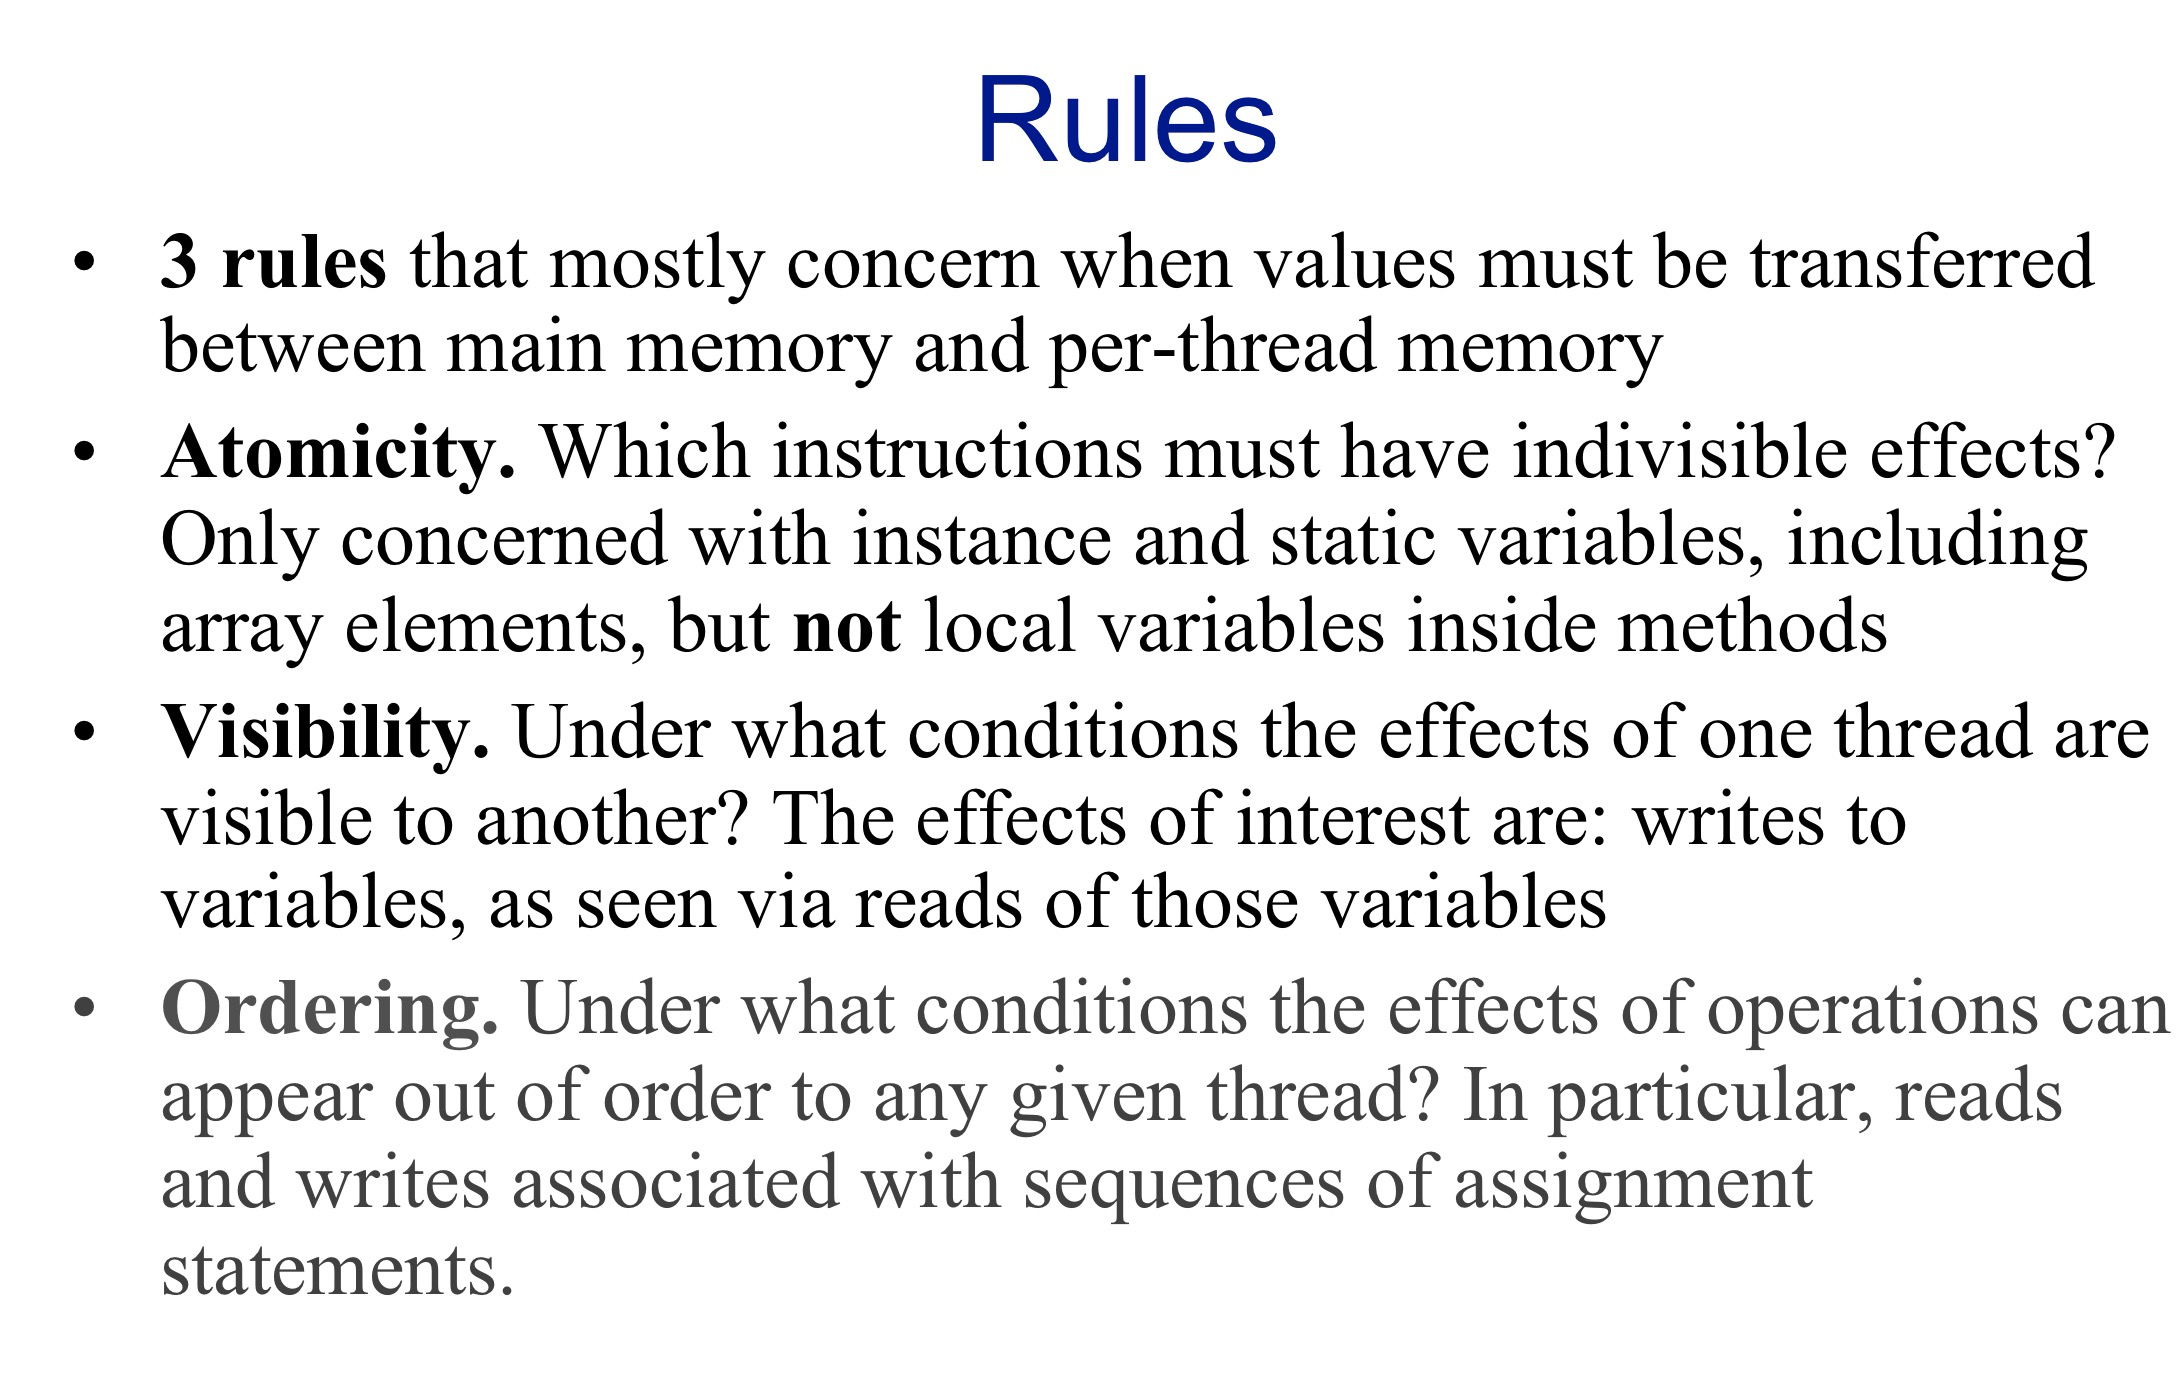 Rules
• 3 rules that mostly concern when values must be transferred
between main memory and per-thread memory
• Atomicity. Which instructions must have indivisible effects?
Only concerned with instance and static variables, including
array elements, but not local variables inside methods
• Visibility. Under what conditions the effects of one thread are
visible to another? The effects of interest are: writes to
variables, as seen via reads of those variables
• Ordering. Under what conditions the effects of operations can
appear out of order to any given thread? In particular, reads
and writes associated with sequences of assignment
statements.